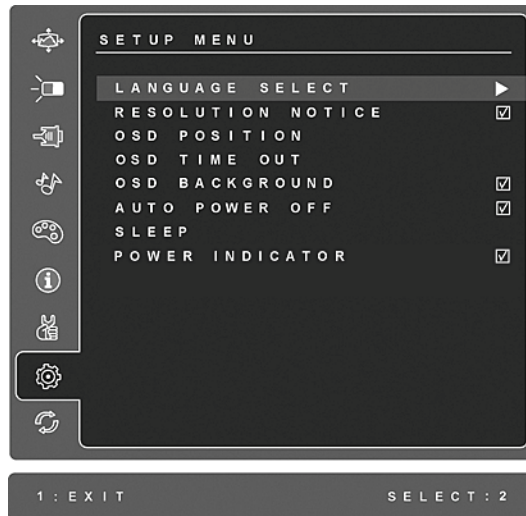 SETUP MENU
LANGUAGE SELECT
RESOLUTION NOTICE
OSD POSITION
OSD TIME OUT
OSD BACKGROUND
AUTO POWER OFF
SLEEP
POWER INDICATOR
1:EXIT SELECT:2